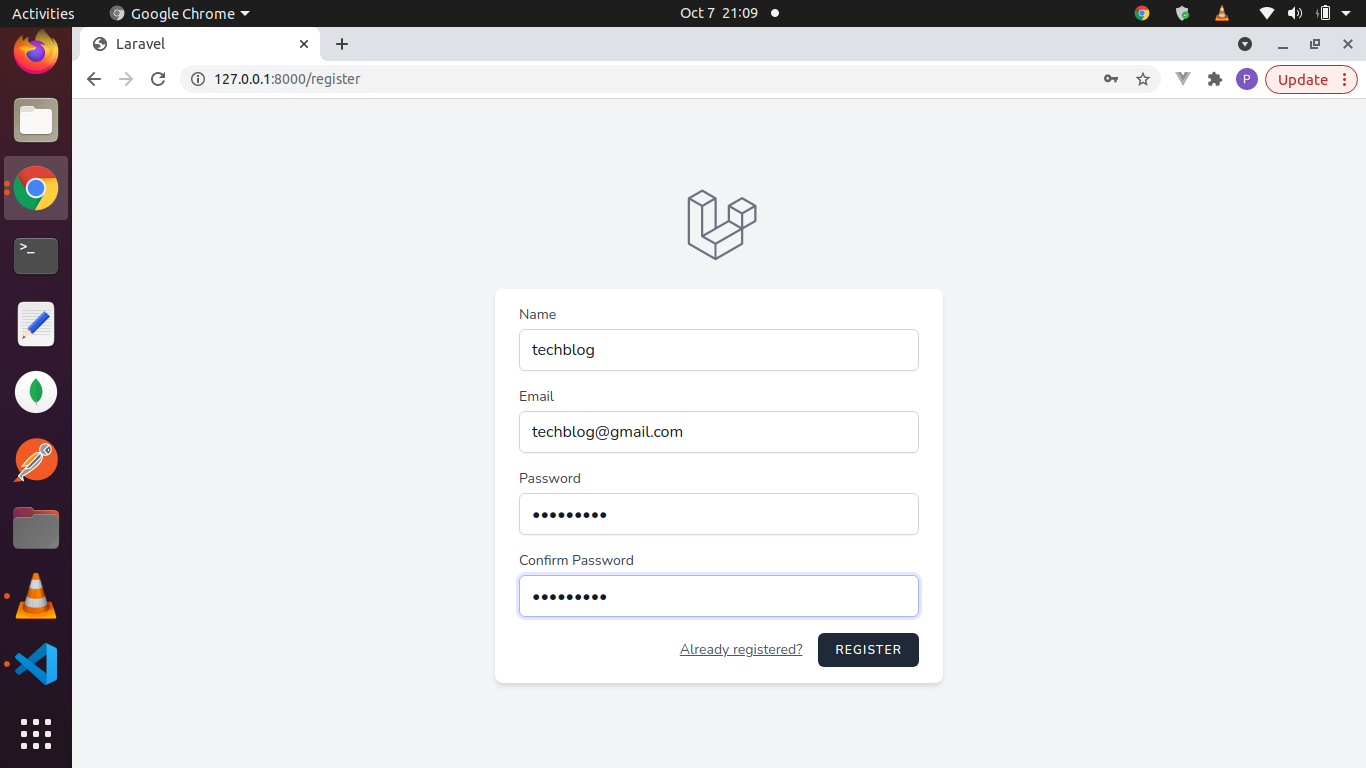 Activities
Google Chrome
Oct 7 21:09
Laravel
127.0.0.1:8000/register
P
Update
>_
Name
techblog
Email
techblog@gmail.com
Password
•••••••••
Confirm Password
•••••••••
Already registered?
REGISTER